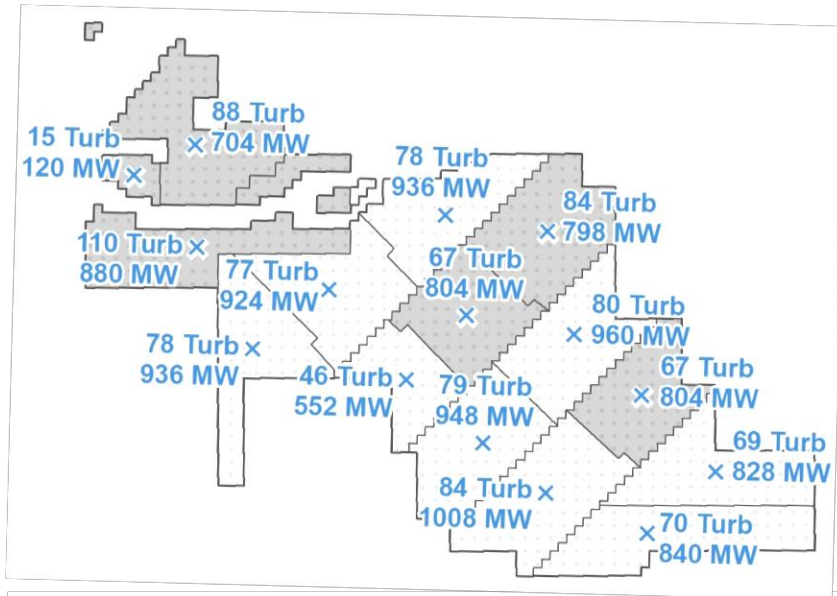 88 Turb
704 MW
15 Turb
120 MW
78 Turb
936 MW
84 Turb
798 MW
110 Turb
880 MW
67 Turb
804 MW
77 Turb
924 MW
80 Turb
960 MW
78 Turb
936 MW
46 Turb
552 MW
79 Turb
948 MW
67 Turb
804 MW
69 Turb
828 MW
84 Turb
1008 MW
70 Turb
840 MW